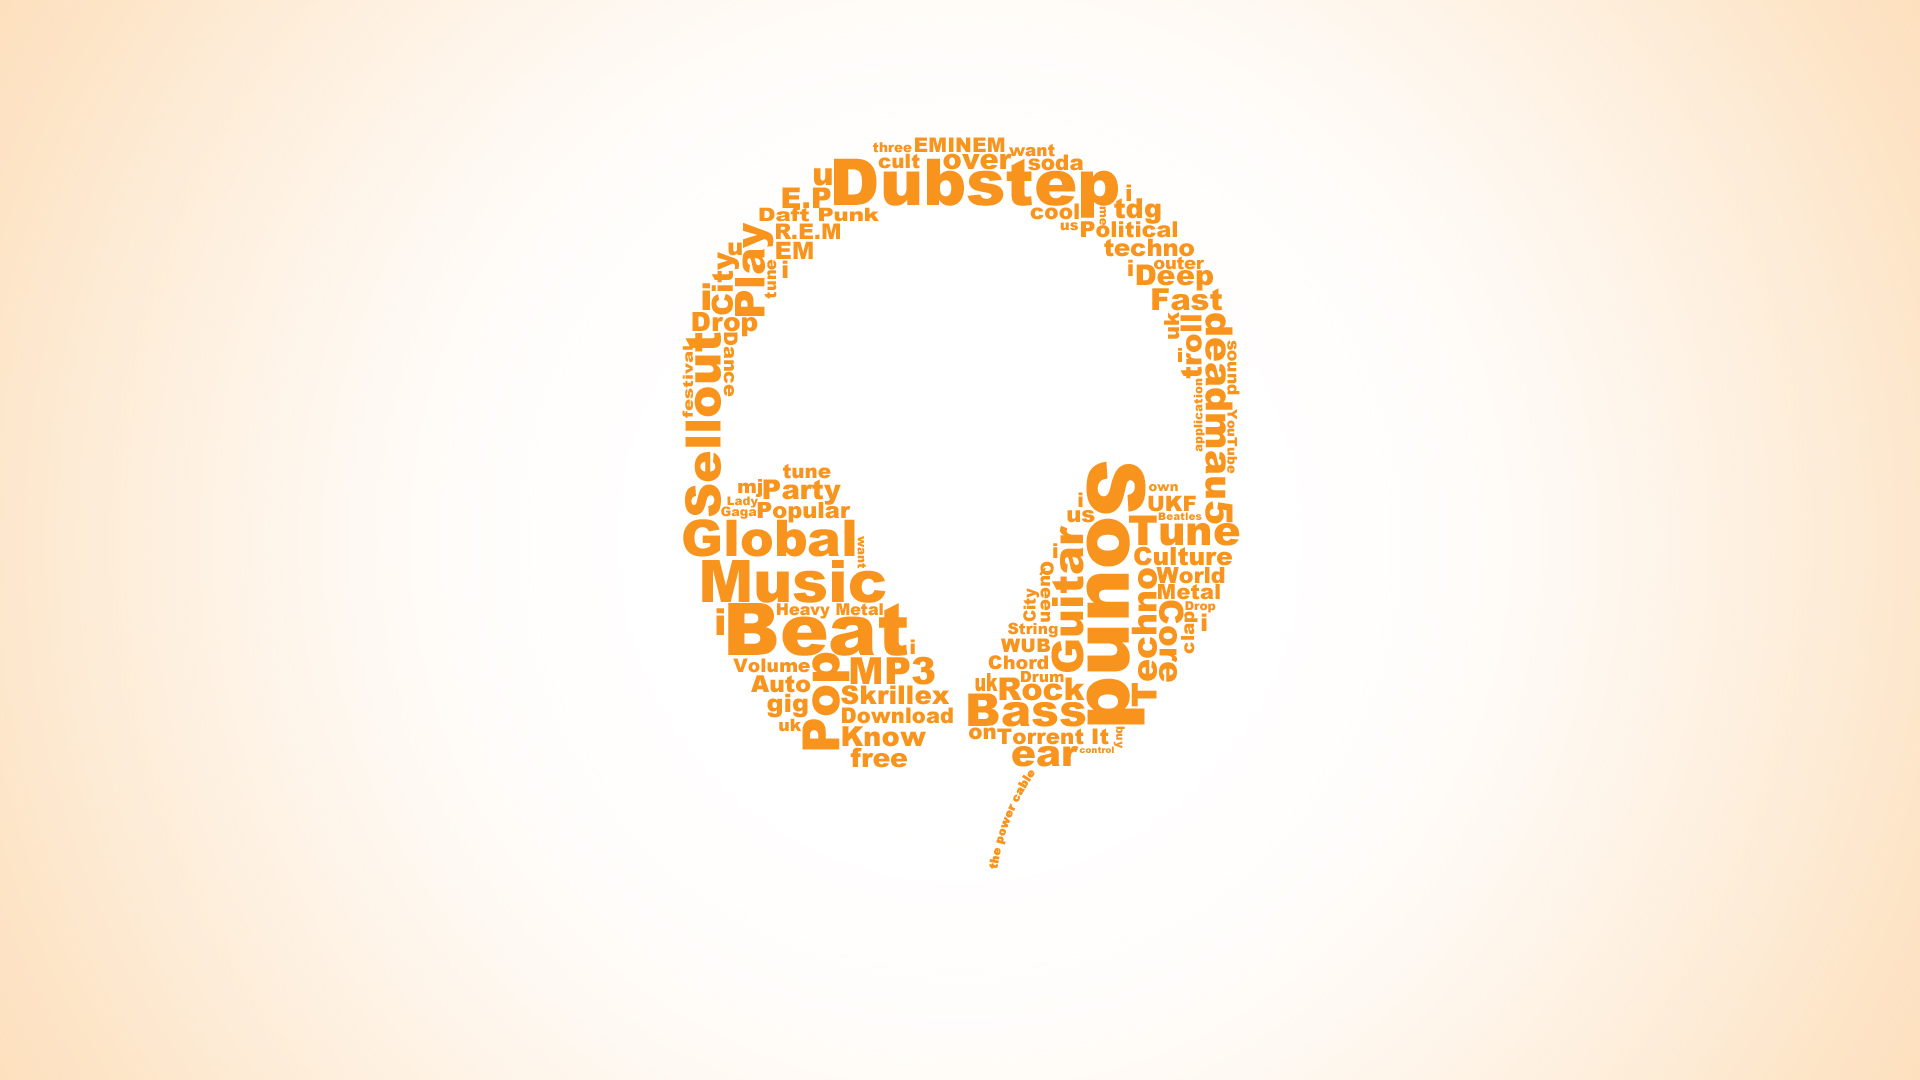 three EMINEM want
cult over soda
u Dubstep i
E.P cool me tdg
Daft Punk us Political
R.E.M techno
EM i outer
u Play tune i Deep
City Fast
i
Drop uk troll deadmau5
Dance i sound
festival Sellout application YouTube
tune
mj Party sound own
Lady i UKF
Gaga Popular us Beatles
Global want Tune
Guitar i Culture
Music Queen Techno World
City Metal
Heavy Metal Core Drop
i Beat i String clap i
WUB
Volume Pop MP3 Chord
Auto Drum
Skrillex uk Rock
gig Bass
Download
uk on Torrent It buy
Know ear control
free
the power cable